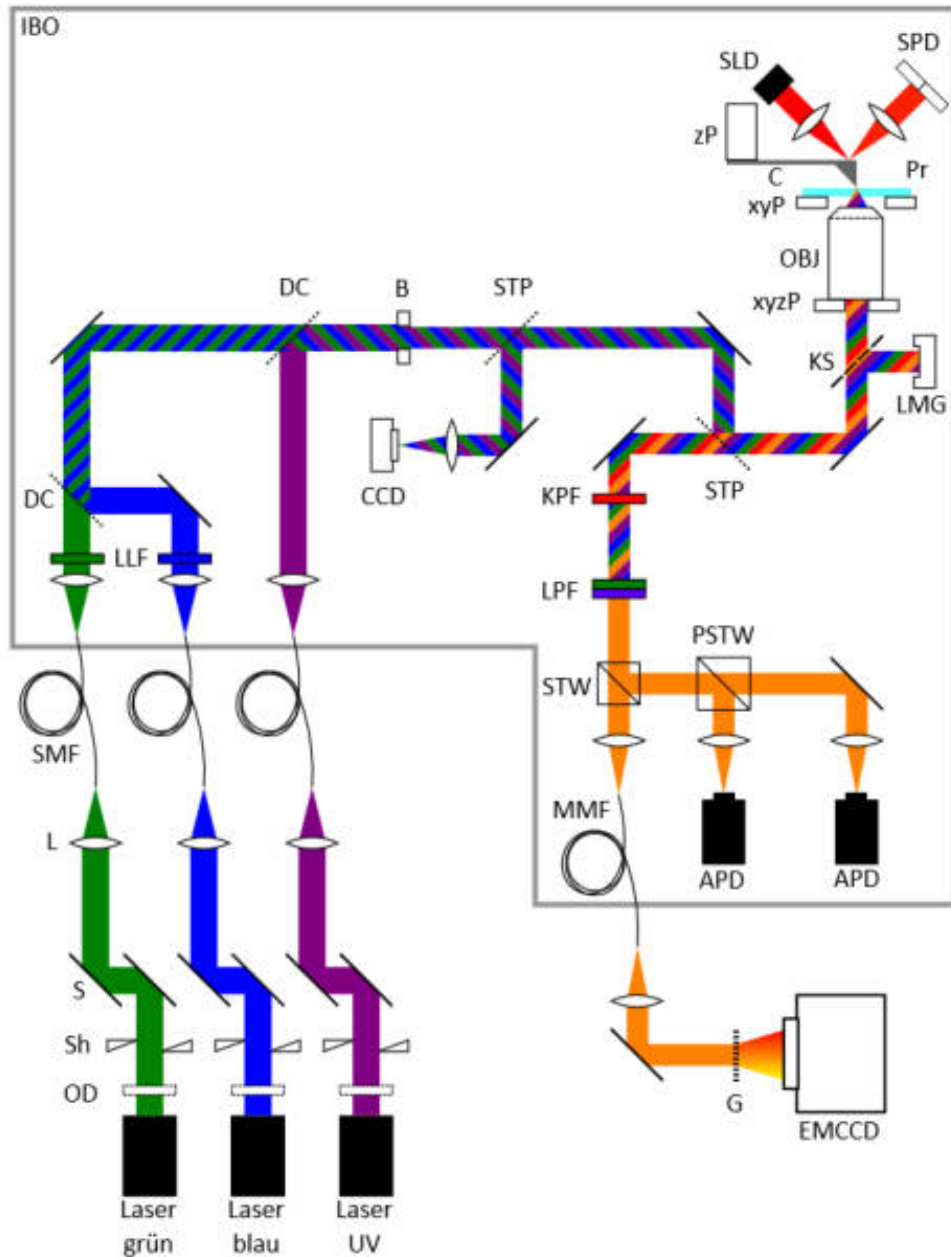 IBO
SPD
SLD
zP
C
Pr
xyP
OBJ
DC
B
STP
xyzP
KS
LMG
CCD
STP
DC
KPF
LLF
LPF
PSTW
STW
SMF
MMF
L
APD
APD
S
Sh
OD
G
EMCCD
Laser
grün
Laser
blau
Laser
UV